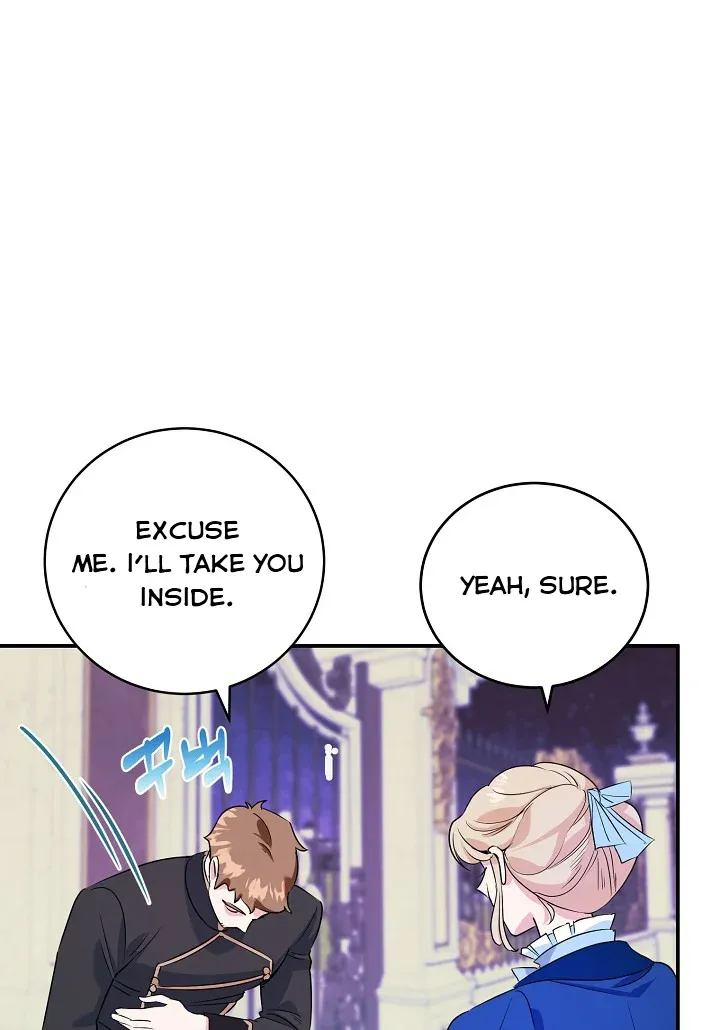 EXCUSE
ME. I'LL TAKE YOU
INSIDE.
YEAH, SURE.
꾸벅